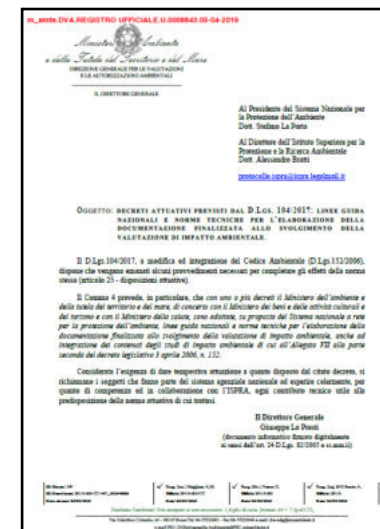 m_amte.DVA.REGISTRO UFFICIALE.U.0008843.05-04-2019
Ministero dell'Ambiente
e della Tutela del Territorio e del Mare
DIREZIONE GENERALE PER LE VALUTAZIONI
E LE AUTORIZZAZIONI AMBIENTALI
IL DIRETTORE GENERALE
Al Presidente del Sistema Nazionale per
la Protezione dell'Ambiente
Dott. Stefano La Porta
Al Direttore dell'Istituto Superiore per la
Protezione e la Ricerca Ambientale
Dott. Alessandro Bratti
protocollo.ispra@ispra.legalmail.it
OGGETTO: DECRETI ATTUATIVI PREVISTI DAL D.LGS. 104/2017: LINEE GUIDA
NAZIONALI E NORME TECNICHE PER L'ELABORAZIONE DELLA
DOCUMENTAZIONE FINALIZZATA ALLO SVOLGIMENTO DELLA
VALUTAZIONE DI IMPATTO AMBIENTALE.
Il D.Lgs.104/2017, a modifica ed integrazione del Codice Ambientale (D.Lgs.152/2006),
dispone che vengano emanati alcuni provvedimenti necessari per completare gli effetti della norma
stessa (articolo 25 - disposizioni attuative).
Il Comma 4 prevede, in particolare, che con uno o più decreti il Ministero dell'ambiente e
della tutela del territorio e del mare, di concerto con il Ministero dei beni e delle attività culturali e
del turismo e con il Ministero della salute, sono adottate, su proposta del Sistema nazionale a rete
per la protezione dell'ambiente, linee guida nazionali e norme tecniche per l'elaborazione della
documentazione finalizzata allo svolgimento della valutazione di impatto ambientale, anche ad
integrazione dei contenuti degli studi di impatto ambientale di cui all'Allegato VII alla parte
seconda del decreto legislativo 3 aprile 2006, n. 152.
Considerata l'esigenza di dare tempestiva attuazione a quanto disposto dal citato decreto, si
richiamano i soggetti che fanno parte del sistema agenziale nazionale ad esperire celermente, per
quanto di competenza ed in collaborazione con l'ISPRA, ogni contributo tecnico utile alla
predisposizione della norma attuativa di cui trattasi.
Il Direttore Generale
Giuseppe Lo Presti
(documento informatico firmato digitalmente
ai sensi dell'art. 24 D.Lgs. 82/2005 e ss.mm.ii)